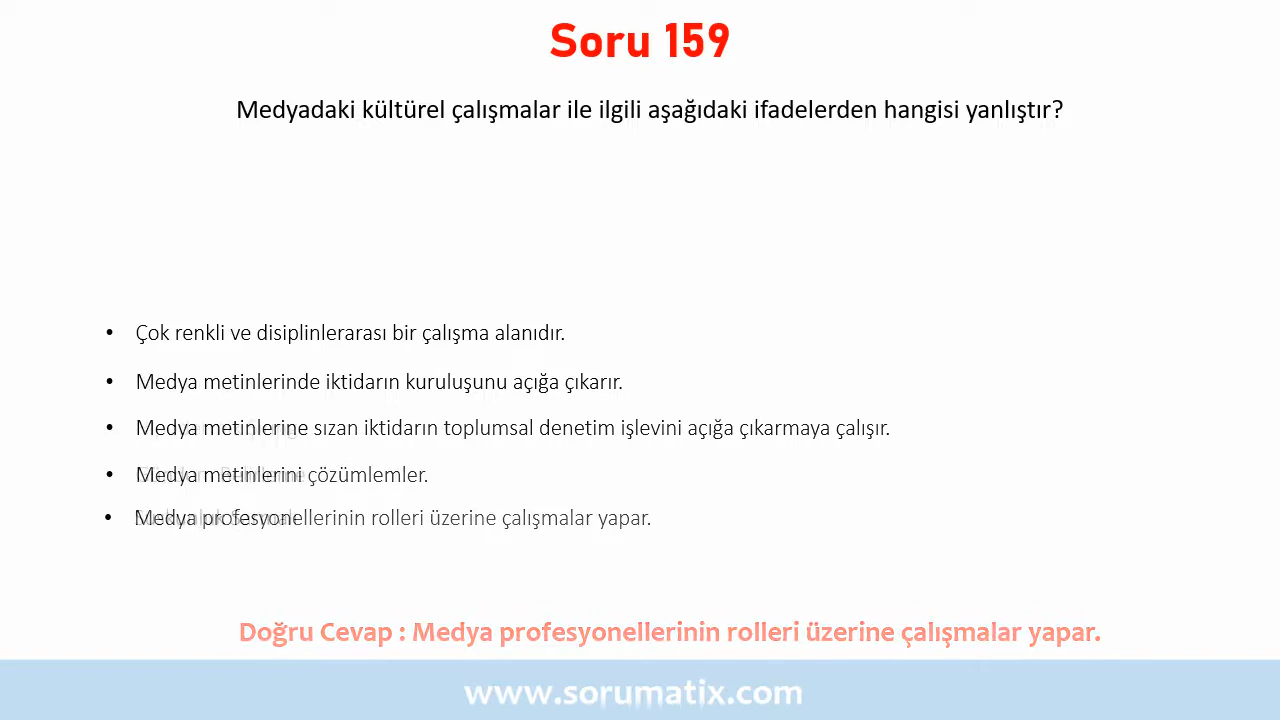 Soru 159
Medyadaki kültürel çalışmalar ile ilgili aşağıdaki ifadelerden hangisi yanlıştır?
• Çok renkli ve disiplinlerarası bir çalışma alanıdır.
• Medya metinlerinde iktidarın kuruluşunu açığa çıkarır.
• Medya metinlerine sızan iktidarın toplumsal denetim işlevini açığa çıkarmaya çalışır.
• Medya metinlerini çözümlemler.
• Medya profesyonellerinin rolleri üzerine çalışmalar yapar.
Doğru Cevap : Medya profesyonellerinin rolleri üzerine çalışmalar yapar.
www.sorumatix.com